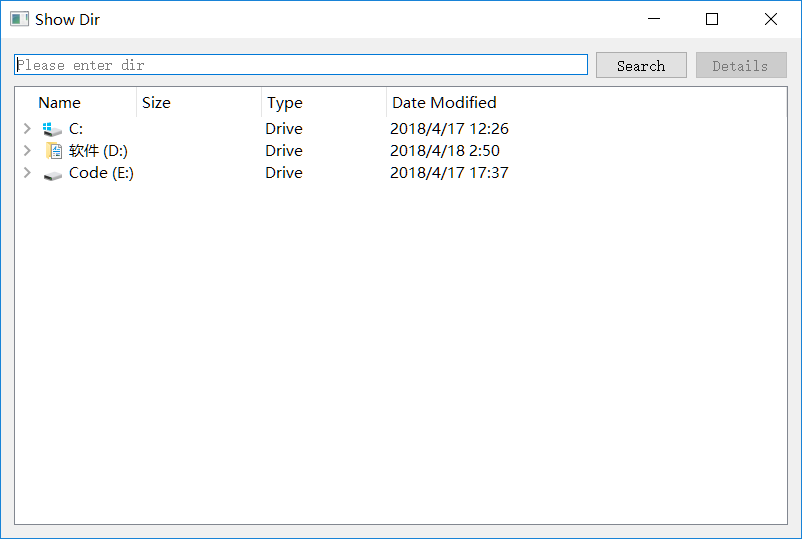 Show Dir
Please enter dir Search Details
Name Size Type Date Modified
C: Drive 2018/4/17 12:26
软件 (D:) Drive 2018/4/18 2:50
Code (E:) Drive 2018/4/17 17:37